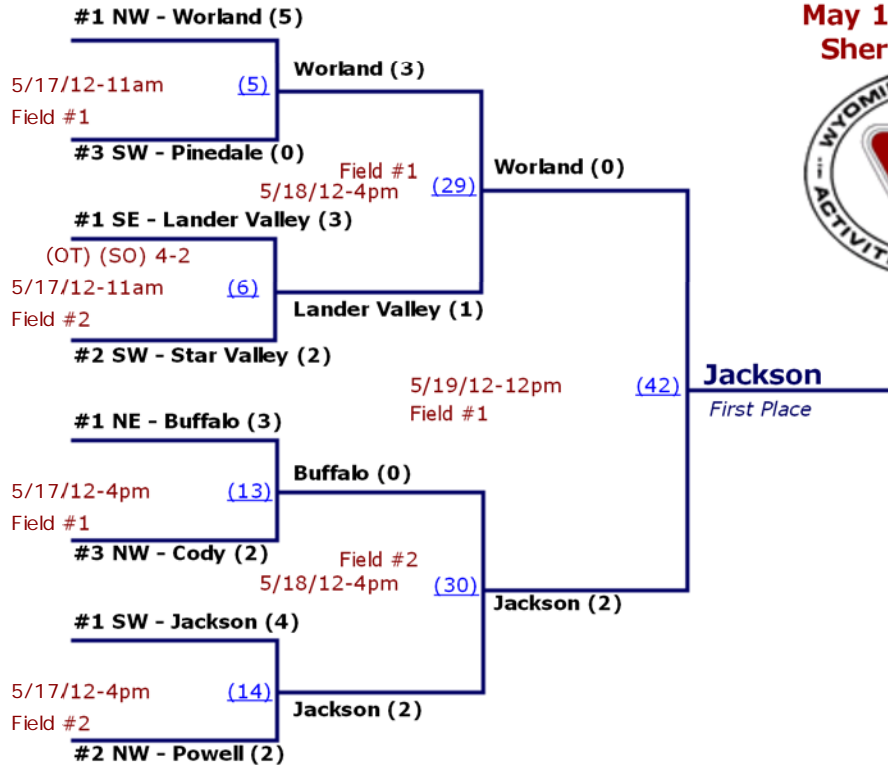 #1 NW - Worland (5)
May 1
Sher
5/17/12-11am
(5)
Worland (3)
Field #1
#3 SW - Pinedale (0)
Field #1
5/18/12-4pm
(29)
Worland (0)
#1 SE - Lander Valley (3)
(OT) (SO) 4-2
5/17/12-11am
(6)
Field #2
Lander Valley (1)
#2 SW - Star Valley (2)
5/19/12-12pm
(42)
Field #1
Jackson
First Place
#1 NE - Buffalo (3)
Buffalo (0)
5/17/12-4pm
(13)
Field #1
#3 NW - Cody (2)
Field #2
5/18/12-4pm
(30)
Jackson (2)
#1 SW - Jackson (4)
5/17/12-4pm
(14)
Field #2
Jackson (2)
#2 NW - Powell (2)
WYOMI
ACTIVITI